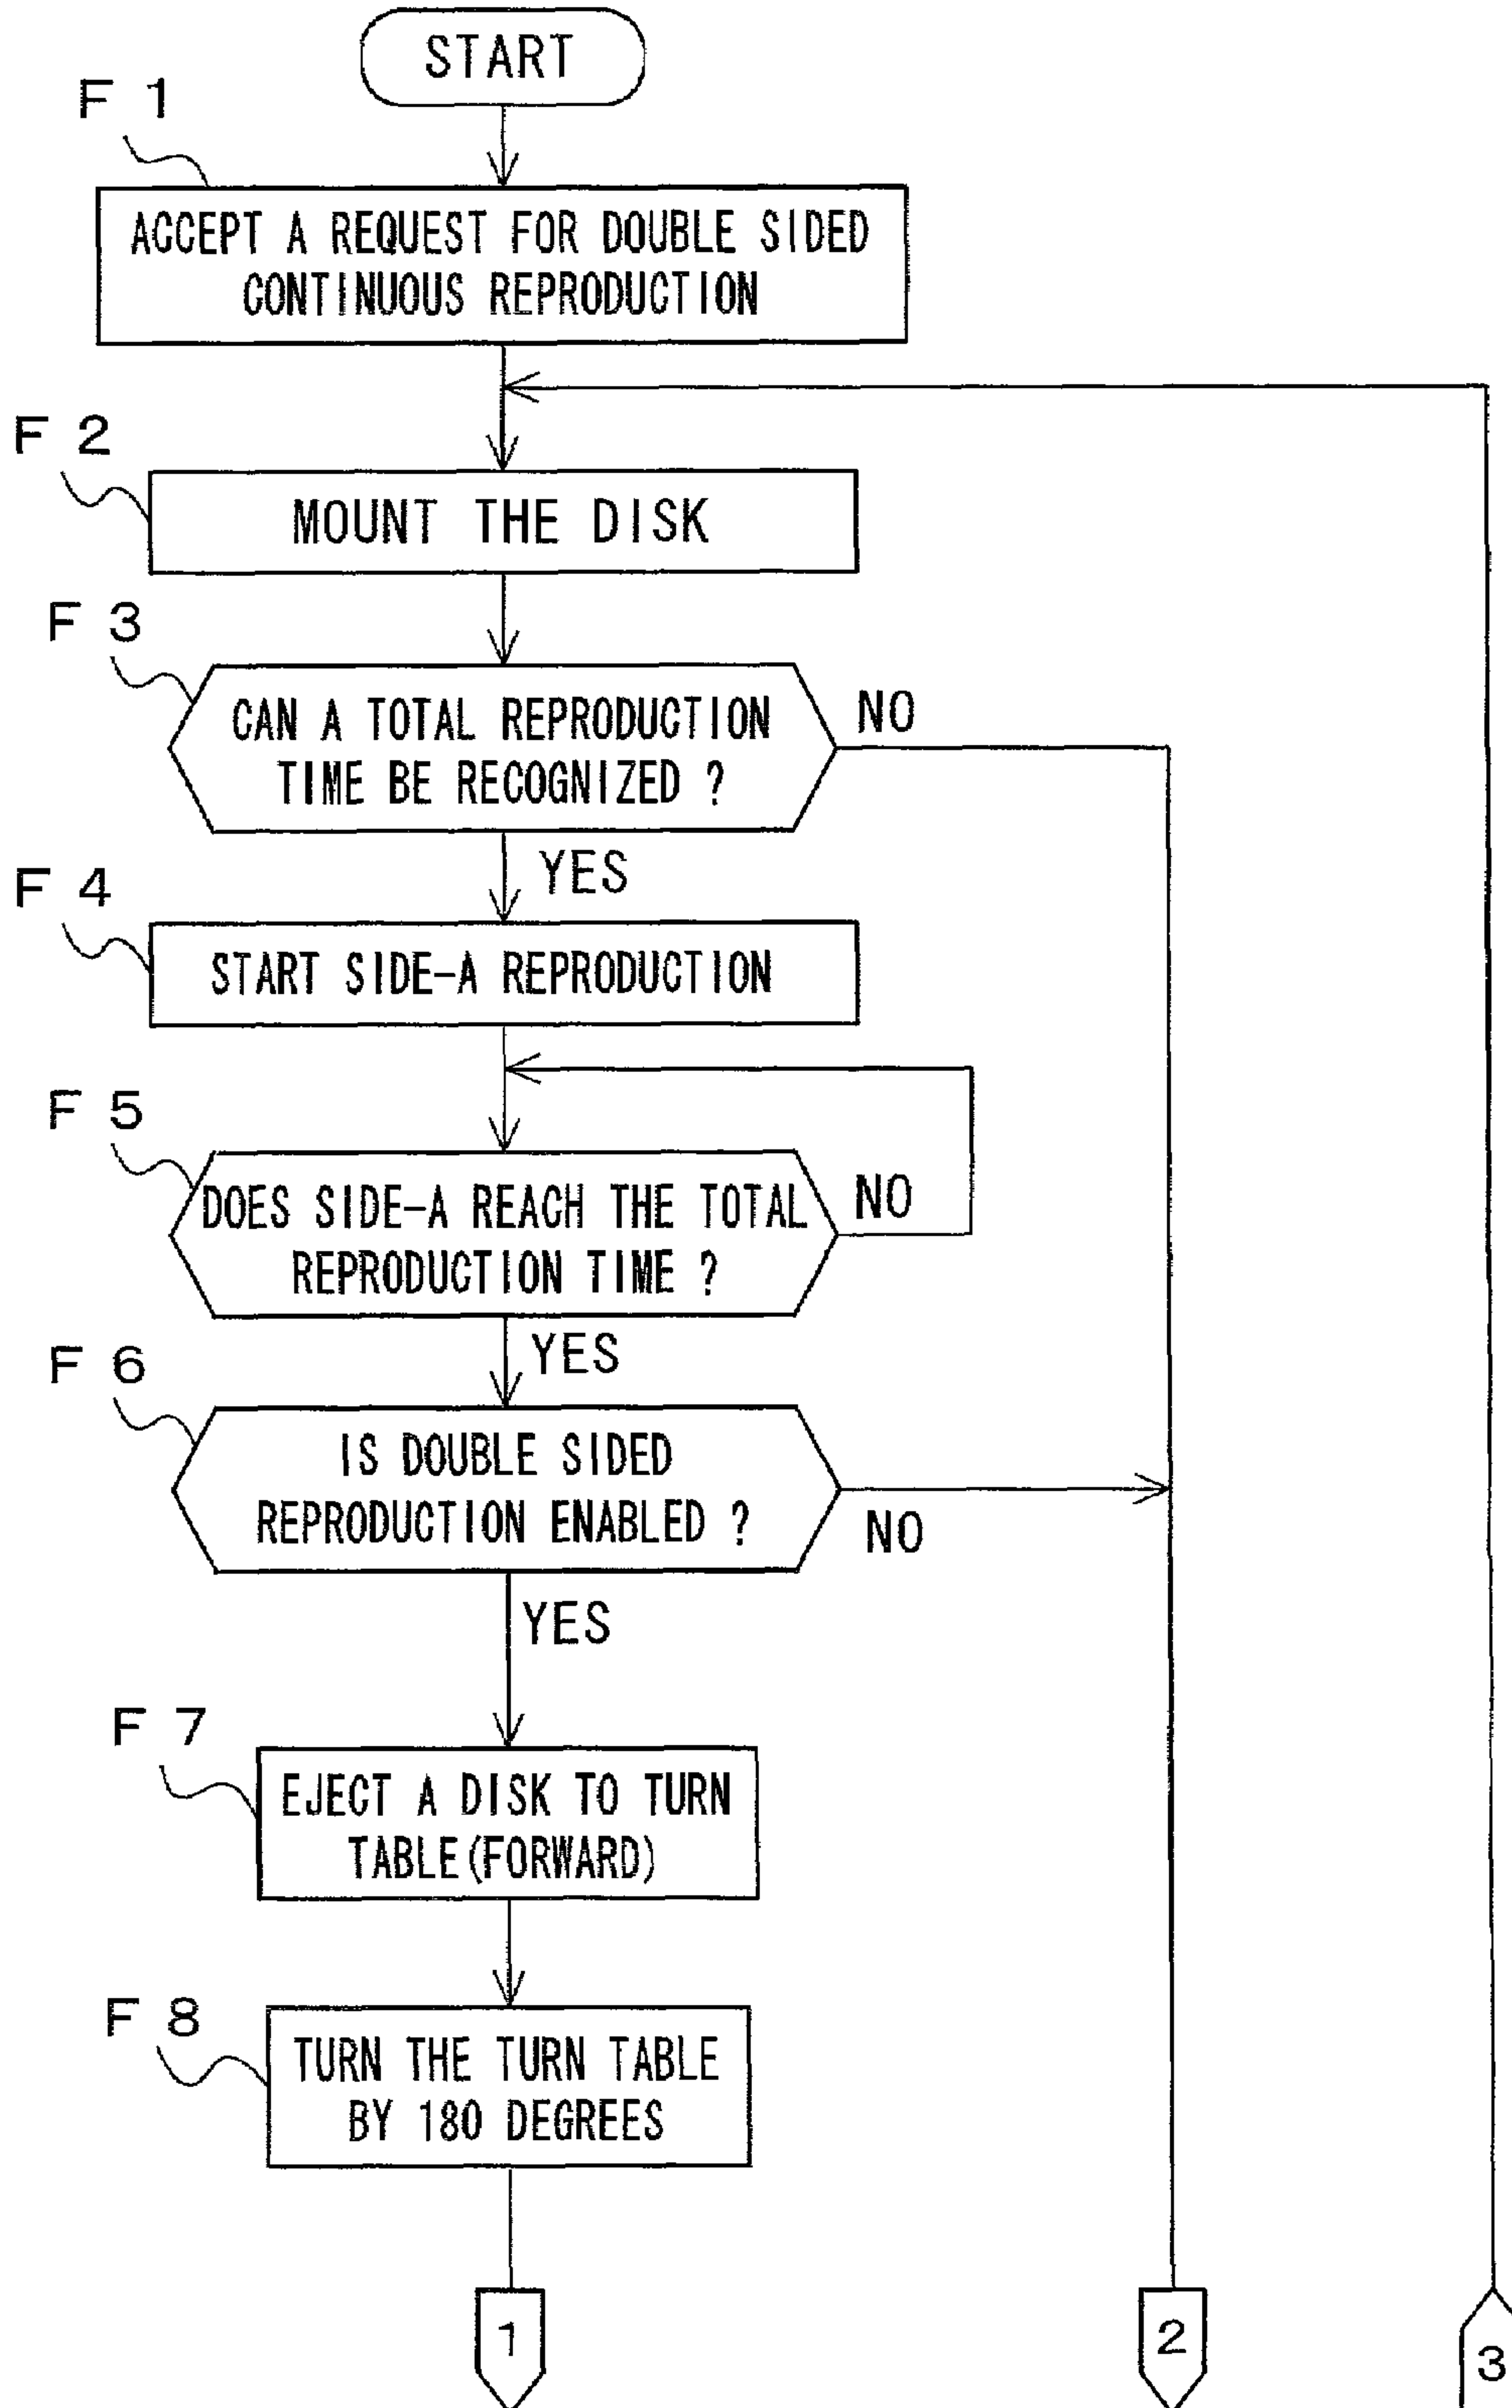 START
F 1
ACCEPT A REQUEST FOR DOUBLE SIDED
CONTINUOUS REPRODUCTION
F 2
MOUNT THE DISK
F 3
CAN A TOTAL REPRODUCTION
TIME BE RECOGNIZED ?
NO
YES
F 4
START SIDE-A REPRODUCTION
F 5
DOES SIDE-A REACH THE TOTAL
REPRODUCTION TIME ?
NO
YES
F 6
IS DOUBLE SIDED
REPRODUCTION ENABLED ?
NO
YES
F 7
EJECT A DISK TO TURN
TABLE(FORWARD)
F 8
TURN THE TURN TABLE
BY 180 DEGREES
1
2
3